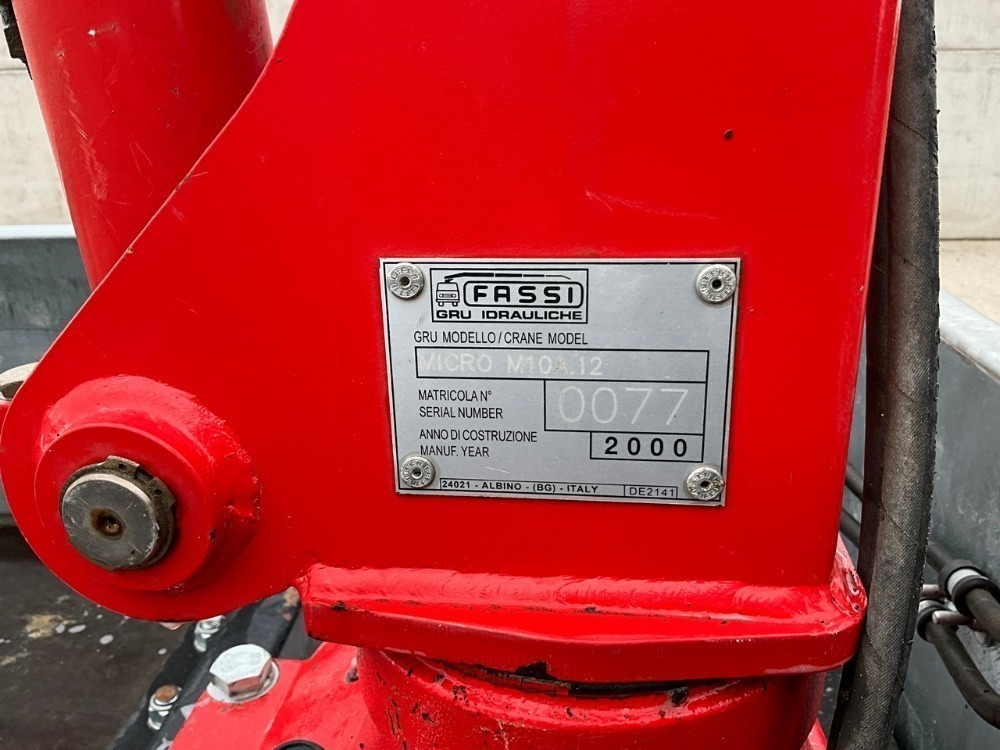 FASSI
GRU IDRAULICHE
GRU MODELLO/CRANE MODEL
MICRO M10A.12
MATRICOLA N°
SERIAL NUMBER
0077
ANNO DI COSTRUZIONE
MANUF. YEAR
2000
24021 - ALBINO - (BG) - ITALY DE2141